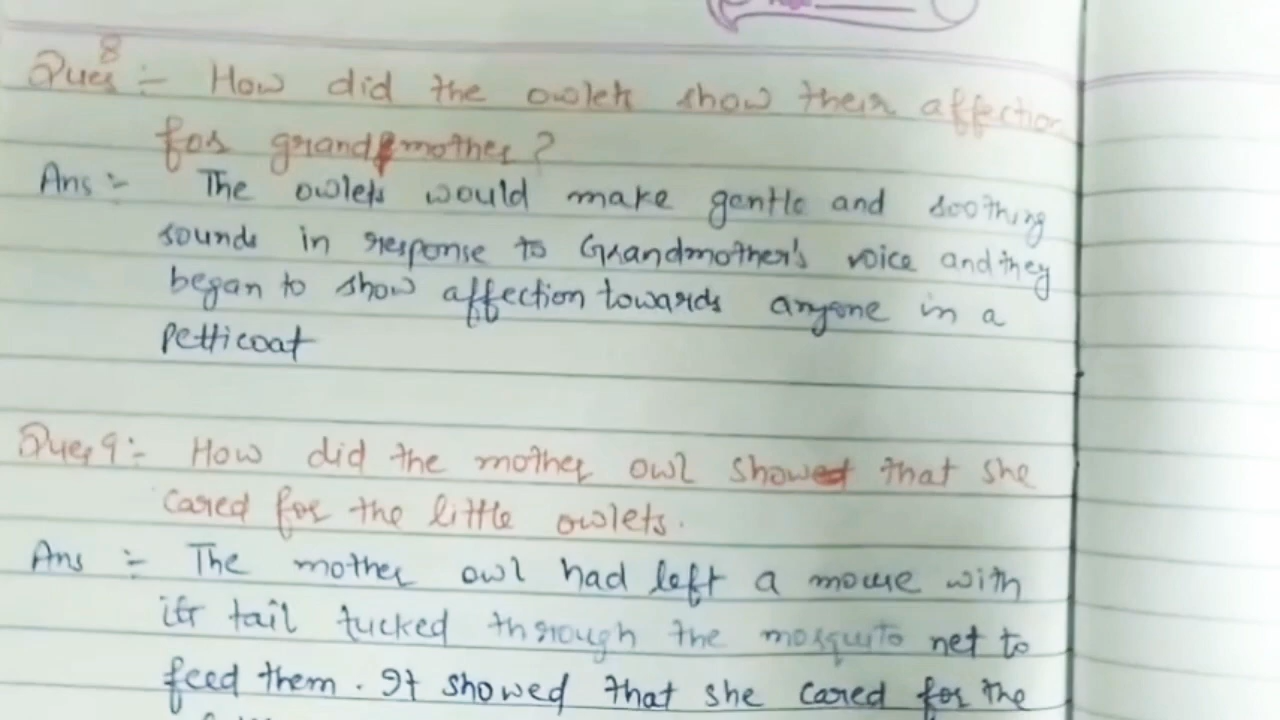 Ques 8 :- How did the owlets show their affection
for grandmother?
Ans :- The owlets would make gentle and soothing
sounds in response to Grandmother's voice and they
began to show affection towards anyone in a
Petticoat
Ques 9 :- How did the mother owl showed that she
cared for the little owlets.
Ans :- The mother owl had left a mouse with
its tail tucked through the mosquito net to
feed them. It showed that she cared for the